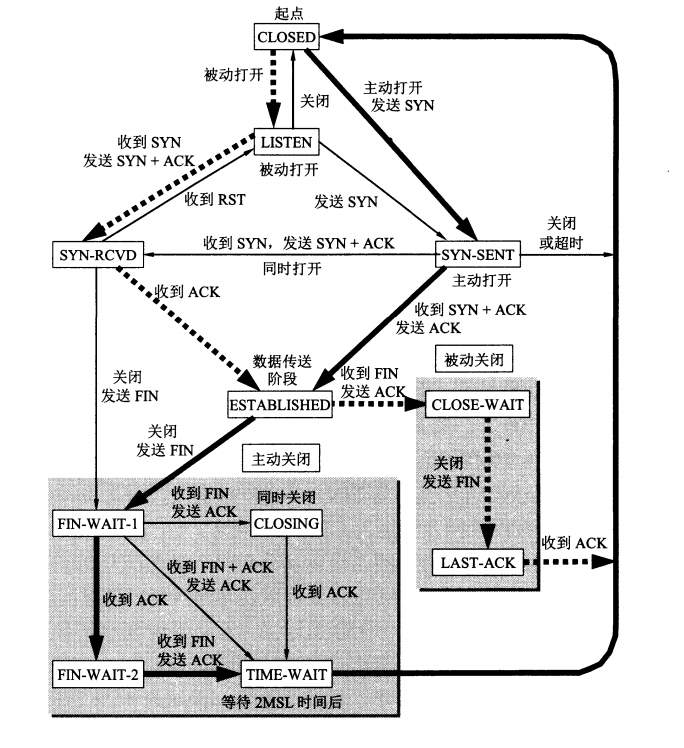 起点
CLOSED
被动打开
关闭
主动打开
发送 SYN
LISTEN
被动打开
收到 SYN
发送 SYN + ACK
收到 RST
发送 SYN
关闭
或超时
SYN-RCVD
收到 SYN，发送 SYN + ACK
同时打开
SYN-SENT
主动打开
收到 ACK
收到 SYN + ACK
发送 ACK
数据传送
阶段
被动关闭
关闭
发送 FIN
ESTABLISHED
收到 FIN
发送 ACK
CLOSE-WAIT
关闭
发送 FIN
主动关闭
关闭
发送 FIN
收到 FIN
发送 ACK
同时关闭
FIN-WAIT-1
CLOSING
LAST-ACK
收到 ACK
收到 FIN + ACK
发送 ACK
收到 ACK
收到 ACK
收到 FIN
发送 ACK
FIN-WAIT-2
TIME-WAIT
等待 2MSL 时间后